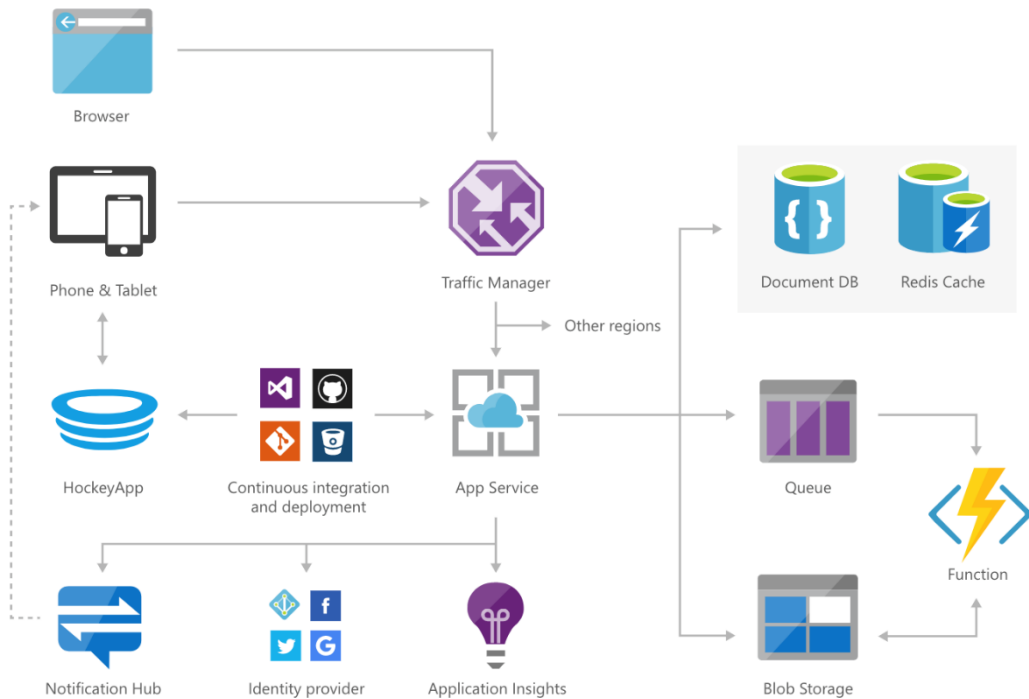 Browser
Phone & Tablet
Traffic Manager
Document DB
Redis Cache
Other regions
HockeyApp
Continuous integration
and deployment
App Service
Queue
Function
Notification Hub
Identity provider
Application Insights
Blob Storage